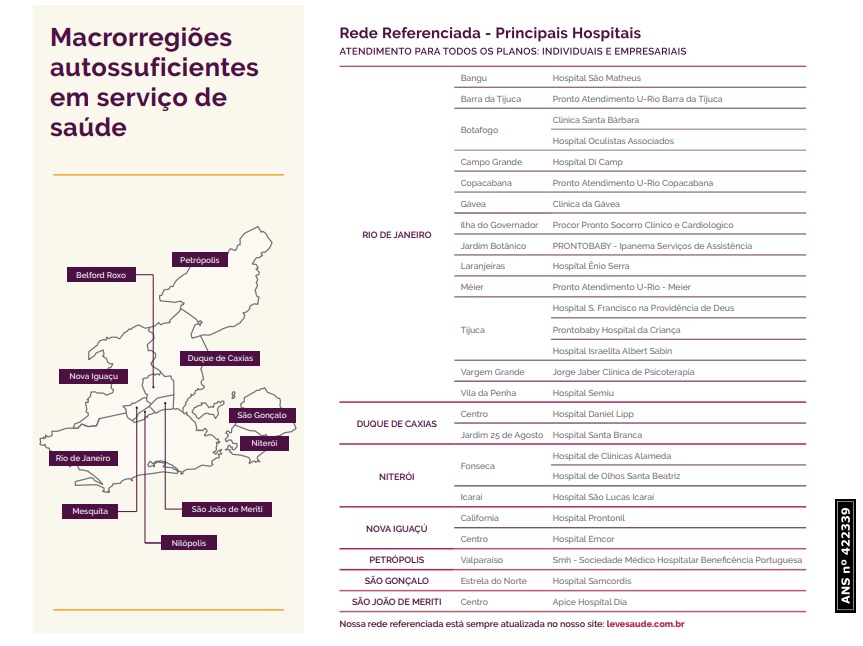 Macrorregiões
autossuficientes
em serviço de
saúde
Petrópolis
Belford Roxo
Duque de Caxias
Nova Iguaçu
São Gonçalo
Niterói
Rio de Janeiro
Mesquita
São João de Meriti
Nilópolis
Rede Referenciada - Principais Hospitais
ATENDIMENTO PARA TODOS OS PLANOS: INDIVIDUAIS E EMPRESARIAIS
RIO DE JANEIRO
Bangu Hospital São Matheus
Barra da Tijuca Pronto Atendimento U-Rio Barra da Tijuca
Botafogo Clínica Santa Bárbara
Hospital Oculistas Associados
Campo Grande Hospital Di Camp
Copacabana Pronto Atendimento U-Rio Copacabana
Gávea Clínica da Gávea
Ilha do Governador Procor Pronto Socorro Clínico e Cardiologico
Jardim Botânico PRONTOBABY - Ipanema Serviços de Assistência
Laranjeiras Hospital Ênio Serra
Méier Pronto Atendimento U-Rio - Meier
Tijuca Hospital S. Francisco na Providência de Deus
Prontobaby Hospital da Criança
Hospital Israelita Albert Sabin
Vargem Grande Jorge Jaber Clínica de Psicoterapia
Vila da Penha Hospital Semiu
DUQUE DE CAXIAS
Centro Hospital Daniel Lipp
Jardim 25 de Agosto Hospital Santa Branca
NITERÓI
Fonseca Hospital de Clínicas Alameda
Hospital de Olhos Santa Beatriz
Icaraí Hospital São Lucas Icaraí
NOVA IGUAÇÚ
California Hospital Prontonil
Centro Hospital Emcor
PETRÓPOLIS Valparaíso Smh - Sociedade Médico Hospitalar Beneficência Portuguesa
SÃO GONÇALO Estrela do Norte Hospital Samcordis
SÃO JOÃO DE MERITI Centro Apice Hospital Dia
Nossa rede referenciada está sempre atualizada no nosso site: levesaude.com.br
ANS nº 422339